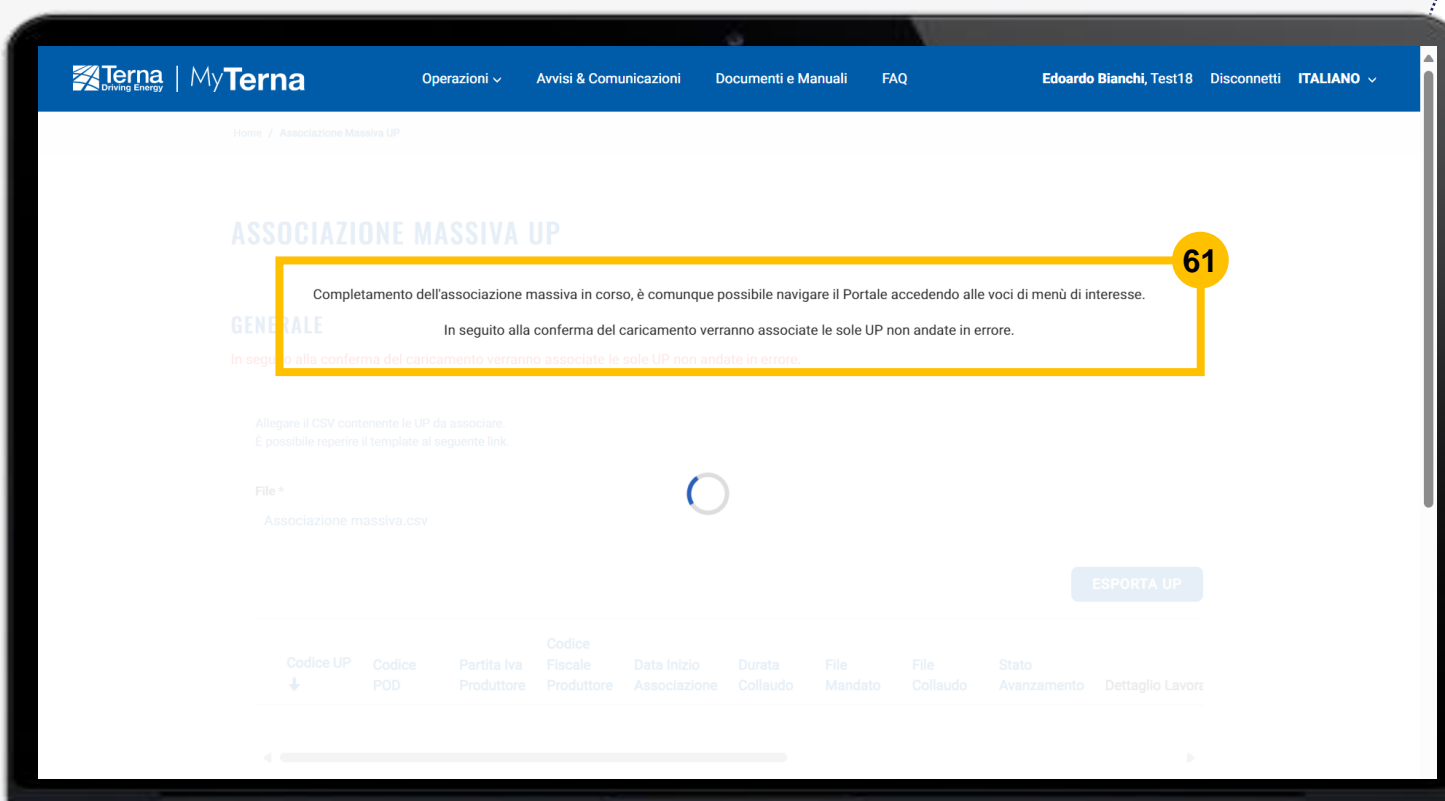 Terna
Driving Energy
MyTerna
Operazioni
Avvisi & Comunicazioni
Documenti e Manuali
FAQ
Edoardo Bianchi, Test18
Disconnetti
ITALIANO
Home / Associazione Massiva UP
ASSOCIAZIONE MASSIVA UP
61
Completamento dell'associazione massiva in corso, è comunque possibile navigare il Portale accedendo alle voci di menù di interesse.
In seguito alla conferma del caricamento verranno associate le sole UP non andate in errore.
GENERALE
In seguito alla conferma del caricamento verranno associate le sole UP non andate in errore.
Allegare il CSV contenente le UP da associare.
È possibile reperire il template al seguente link.
File *
Associazione massiva.csv
ESPORTA UP
Codice UP
Codice POD
Partita Iva Produttore
Codice Fiscale Produttore
Data Inizio Associazione
Durata Collaudo
File Mandato
File Collaudo
Stato Avanzamento
Dettaglio Lavora